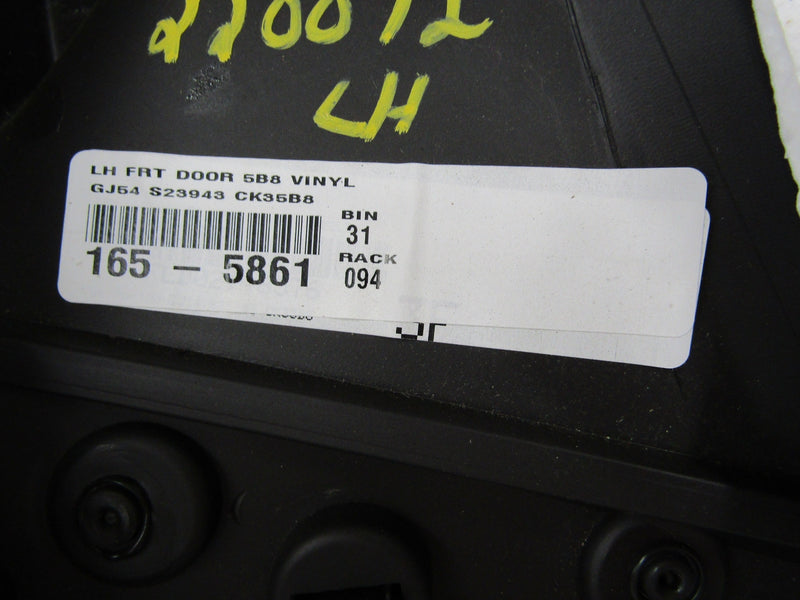 220072
LH
LH FRT DOOR 5B8 VINYL
GJ54 S23943 CK35B8
BIN
31
165 - 5861
RACK
094